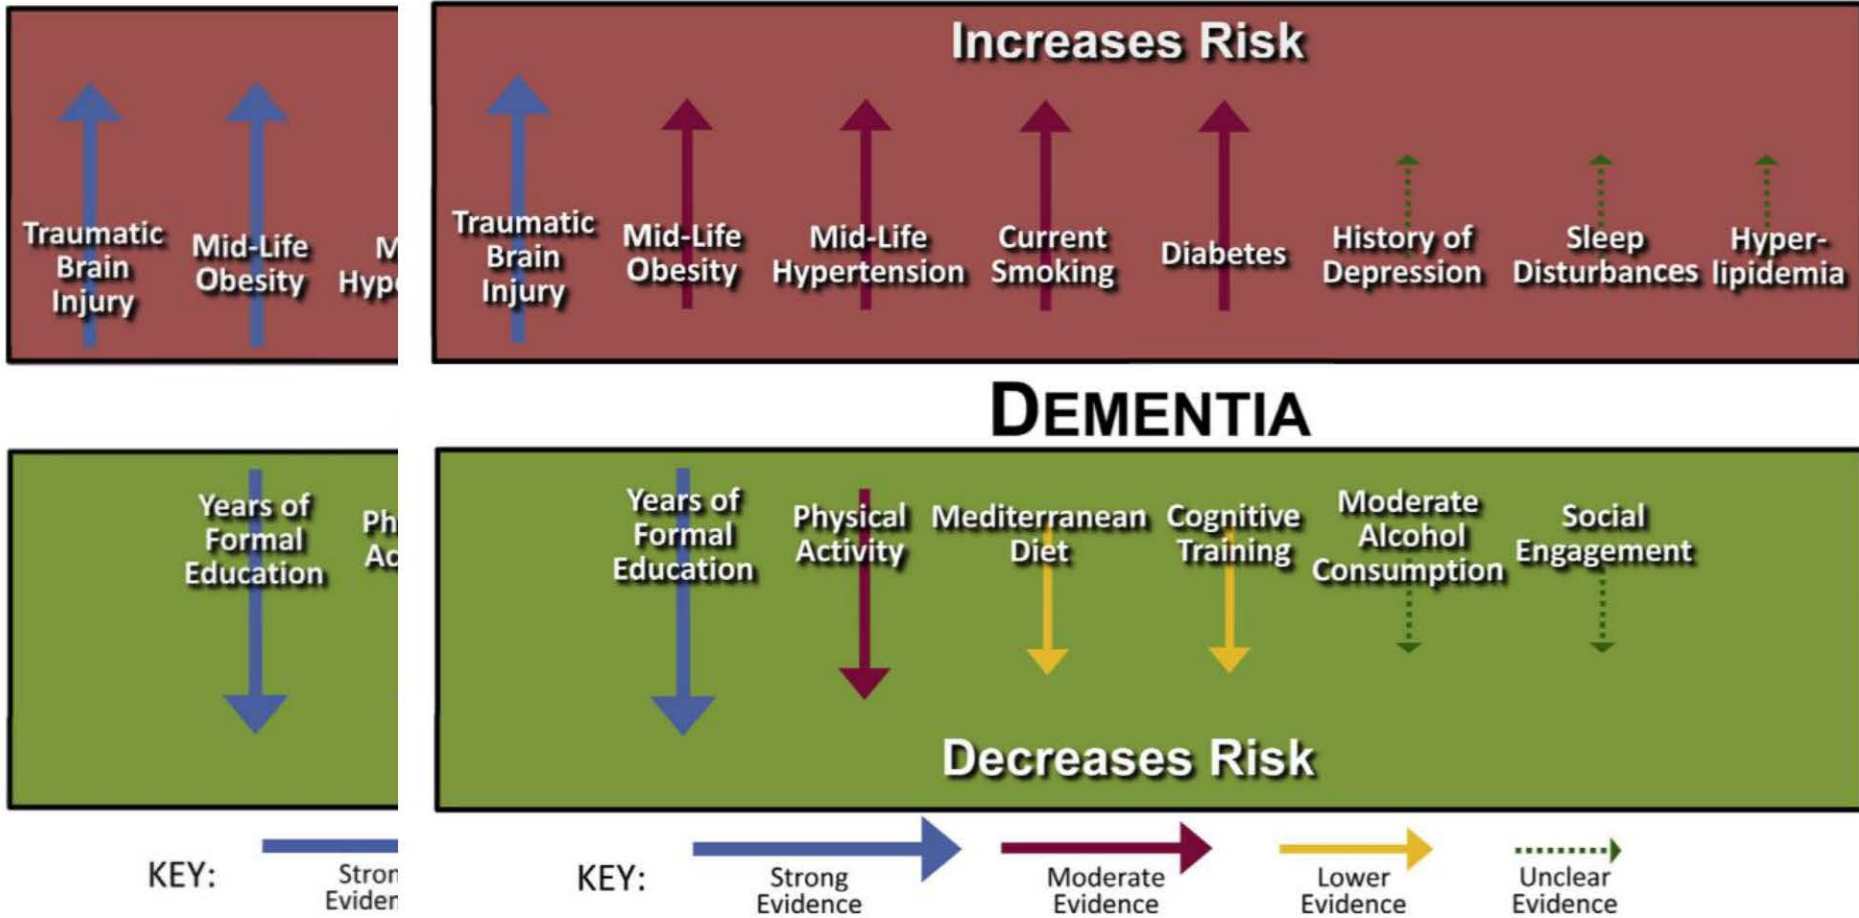 Traumatic
Brain
Injury
Mid-Life
Obesity
Years of
Formal
Education
KEY:
Increases Risk
Traumatic
Brain
Injury
Mid-Life
Obesity
Mid-Life
Hypertension
Current
Smoking
Diabetes
History of
Depression
Sleep
Disturbances
Hyper-
lipidemia
DEMENTIA
Years of
Formal
Education
Physical
Activity
Mediterranean
Diet
Cognitive
Training
Moderate
Alcohol
Consumption
Social
Engagement
Decreases Risk
KEY:
Strong
Evidence
Moderate
Evidence
Lower
Evidence
Unclear
Evidence